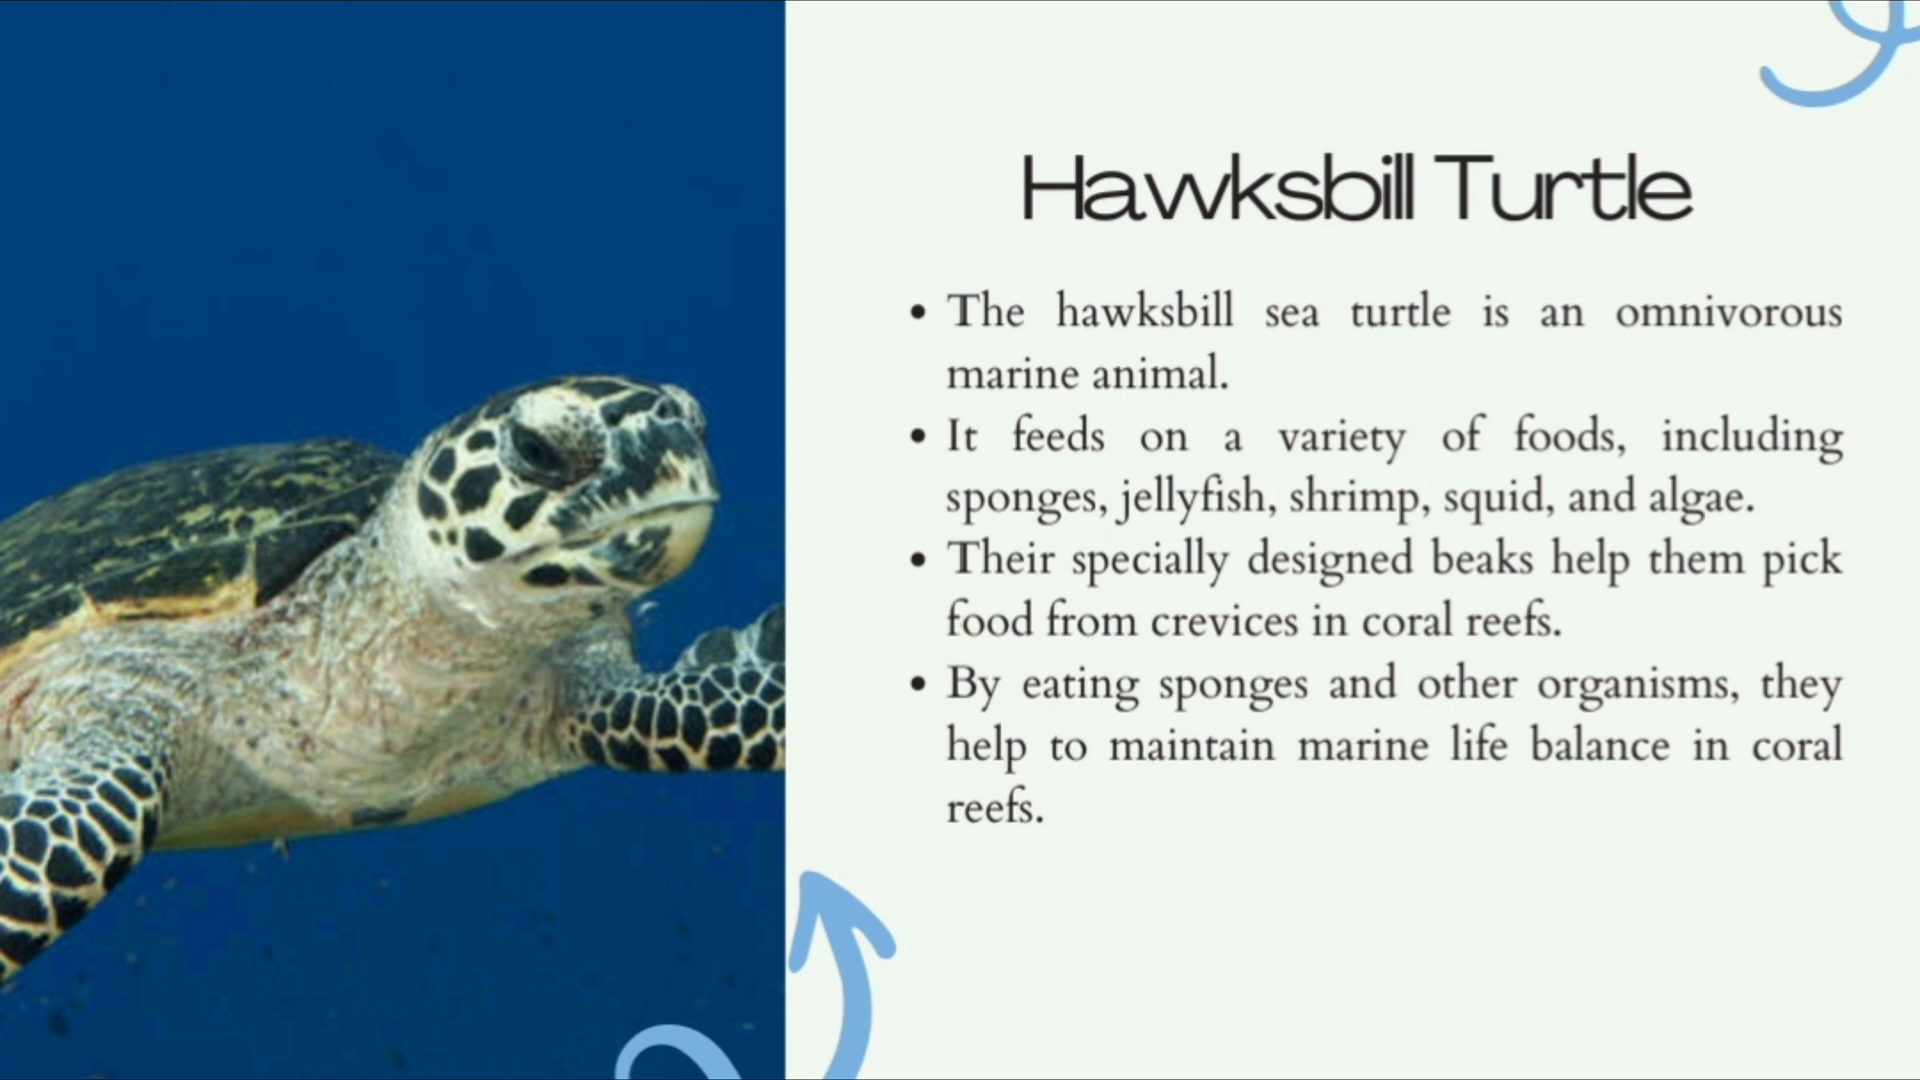 Hawksbill Turtle
• The hawksbill sea turtle is an omnivorous
marine animal.
• It feeds on a variety of foods, including
sponges, jellyfish, shrimp, squid, and algae.
• Their specially designed beaks help them pick
food from crevices in coral reefs.
• By eating sponges and other organisms, they
help to maintain marine life balance in coral
reefs.